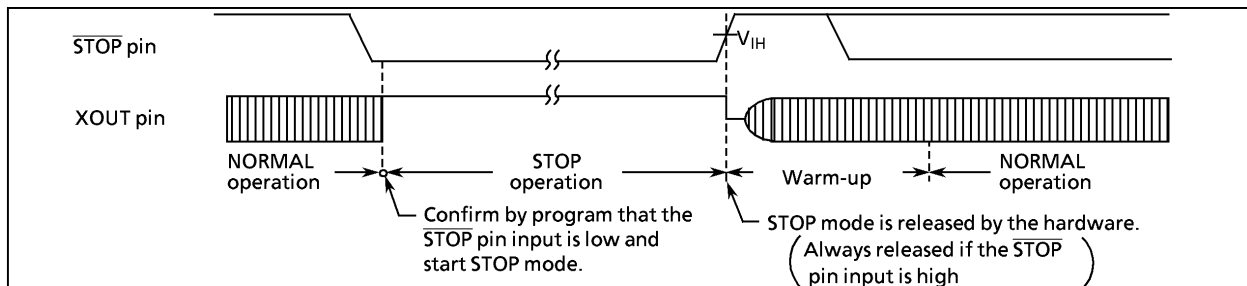 STOP pin
VIH
XOUT pin
NORMAL
operation
STOP
operation
Warm-up
NORMAL
operation
Confirm by program that the
STOP pin input is low and
start STOP mode.
STOP mode is released by the hardware.
(Always released if the STOP
pin input is high)